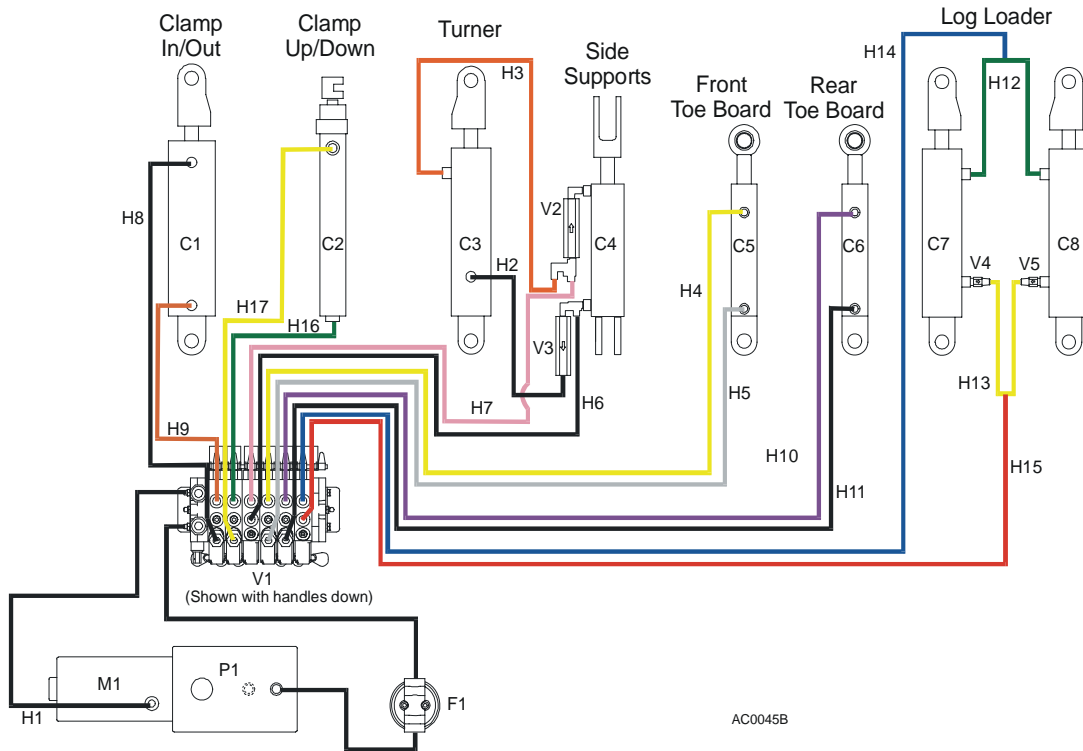 Clamp
In/Out
Clamp
Up/Down
Turner
Side
Supports
Front
Toe Board
Rear
Toe Board
Log Loader
H14
H3
H12
H8
V2
C1
C2
C3
C4
C5
C6
C7
C8
H2
V4
V5
H4
H17
H16
V3
H13
H5
H7
H6
H9
H10
H15
H11
V1
(Shown with handles down)
M1
P1
F1
H1
AC0045B